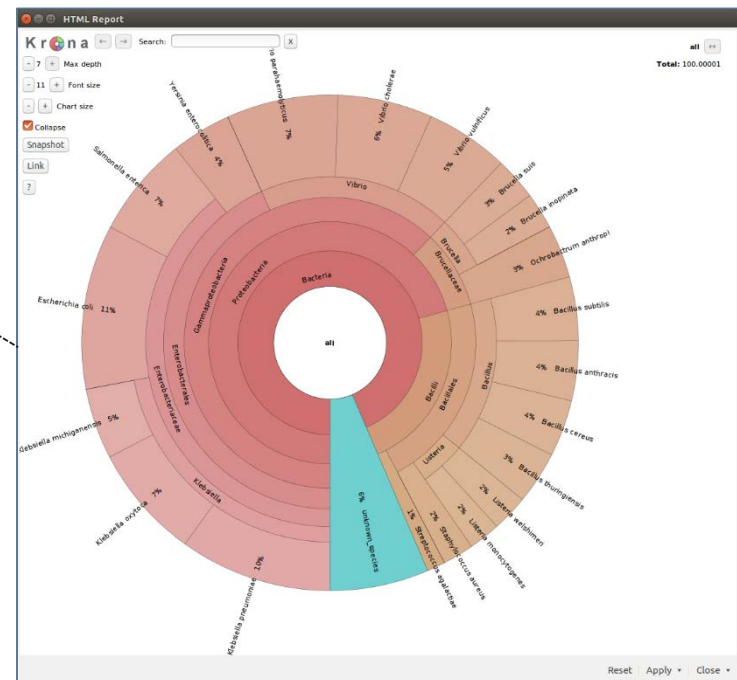 HTML Report
Krona
← → Search: x
all ↔
Total: 100.00001
- 7 + Max depth
- 11 + Font size
- + Chart size
Collapse
Snapshot
Link
?
all
Bacteria
Proteobacteria
Gammaproteobacteria
Enterobacterales
Enterobacteriaceae
Klebsiella
Vibrio
Brucella
Brucellaceae
Bacilli
Bacillales
Bacillus
Listeria
io parahaemolyticus 7%
Vibrio cholerae 6%
Vibrio vulnificus 5%
Brucella suis 3%
Brucella inopinata 2%
Ochrobactrum anthropi 3%
4% Bacillus subtilis
4% Bacillus anthracis
4% Bacillus cereus
3% Bacillus thuringiensis
2% Listeria welshimeri
2% Listeria monocytogenes
2% Staphylococcus aureus
1% Streptococcus agalactiae
6% unknown_species
Klebsiella pneumoniae 10%
Klebsiella oxytoca 7%
lebsiella michiganensis 5%
Escherichia coli 11%
Salmonella enterica 7%
Yersinia enterocolitica 4%
Reset Apply Close